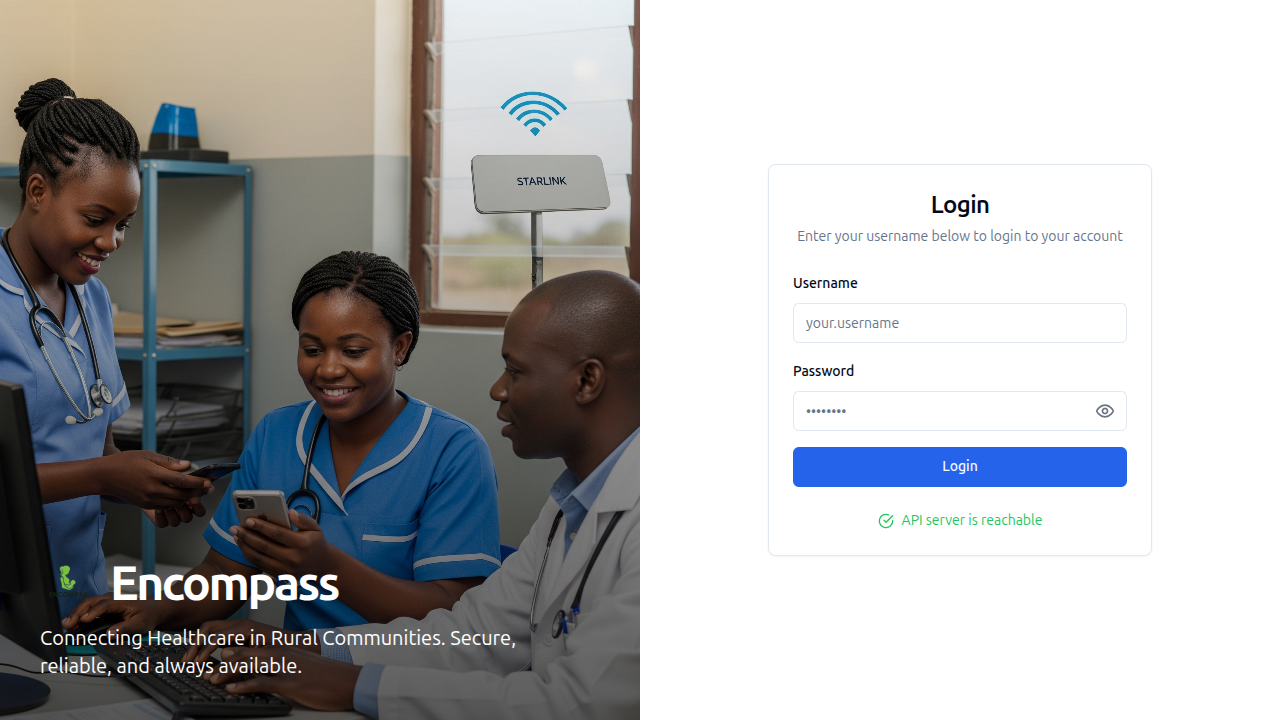 STARLINK
Encompass
Connecting Healthcare in Rural Communities. Secure,
reliable, and always available.
Login
Enter your username below to login to your account
Username
your.username
Password
••••••••
Login
API server is reachable